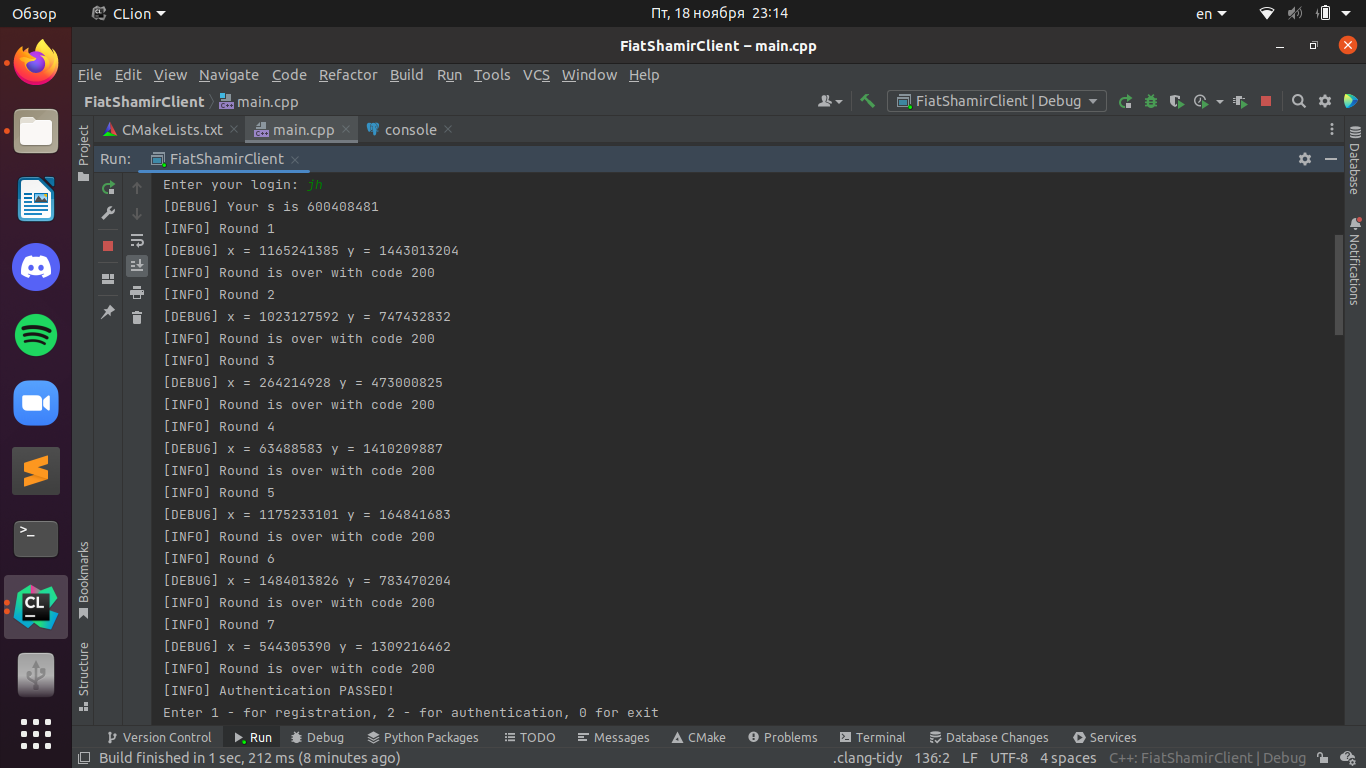 Обзор CLion Пт, 18 ноября 23:14 en
FiatShamirClient – main.cpp
File Edit View Navigate Code Refactor Build Run Tools VCS Window Help
FiatShamirClient main.cpp FiatShamirClient | Debug
CMakeLists.txt main.cpp console
Project
Database
Notifications
Run: FiatShamirClient
Enter your login: jh
[DEBUG] Your s is 600408481
[INFO] Round 1
[DEBUG] x = 1165241385 y = 1443013204
[INFO] Round is over with code 200
[INFO] Round 2
[DEBUG] x = 1023127592 y = 747432832
[INFO] Round is over with code 200
[INFO] Round 3
[DEBUG] x = 264214928 y = 473000825
[INFO] Round is over with code 200
[INFO] Round 4
[DEBUG] x = 63488583 y = 1410209887
[INFO] Round is over with code 200
[INFO] Round 5
[DEBUG] x = 1175233101 y = 164841683
[INFO] Round is over with code 200
[INFO] Round 6
[DEBUG] x = 1484013826 y = 783470204
[INFO] Round is over with code 200
[INFO] Round 7
[DEBUG] x = 544305390 y = 1309216462
[INFO] Round is over with code 200
[INFO] Authentication PASSED!
Enter 1 - for registration, 2 - for authentication, 0 for exit
Bookmarks
Structure
CL
>_
Version Control Run Debug Python Packages TODO Messages CMake Problems Terminal Database Changes Services
Build finished in 1 sec, 212 ms (8 minutes ago) .clang-tidy 136:2 LF UTF-8 4 spaces C++: FiatShamirClient | Debug